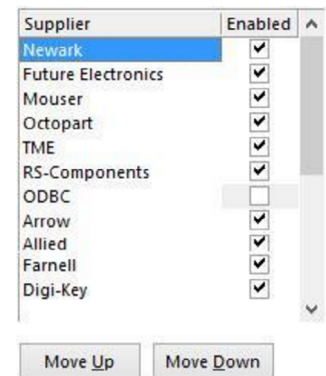 Supplier Enabled
Newark
Future Electronics
Mouser
Octopart
TME
RS-Components
ODBC
Arrow
Allied
Farnell
Digi-Key
Move Up Move Down